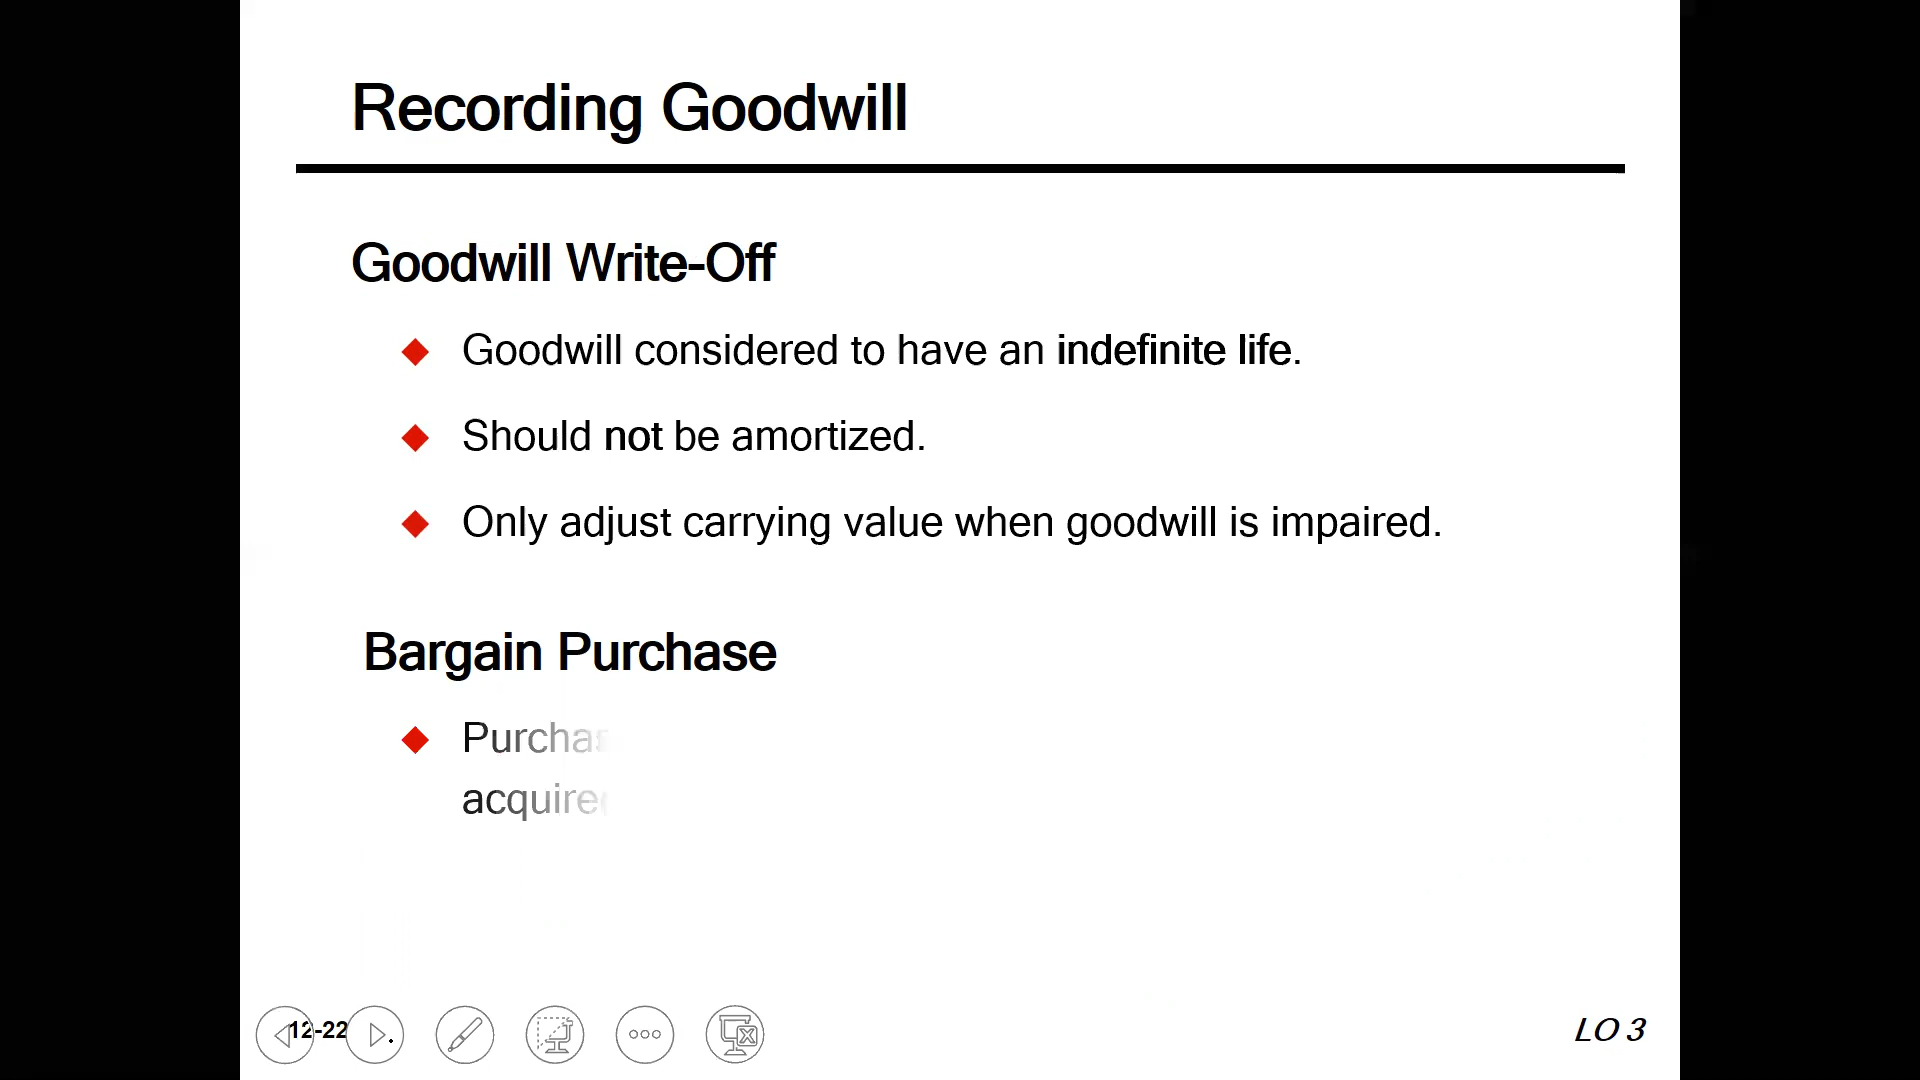 Recording Goodwill
Goodwill Write-Off
Goodwill considered to have an indefinite life.
Should not be amortized.
Only adjust carrying value when goodwill is impaired.
Bargain Purchase
12-22
LO 3